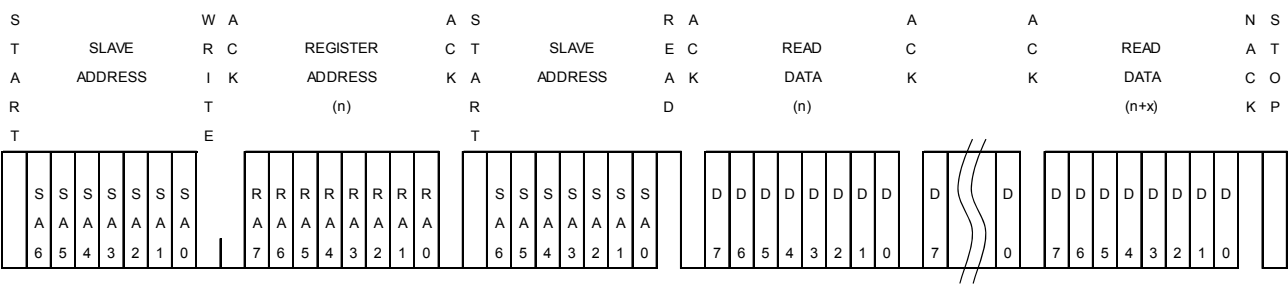 S W A A S R A A A N S
T SLAVE R C REGISTER C T SLAVE E C READ C C READ A T
A ADDRESS I K ADDRESS K A ADDRESS A K DATA K K DATA C O
R T (n) R D (n) (n+x) K P
T E T
S S S S S S S R R R R R R R R S S S S S S S D D D D D D D D D D D D D D D D D D
A A A A A A A A A A A A A A A A A A A A A A
6 5 4 3 2 1 0 7 6 5 4 3 2 1 0 6 5 4 3 2 1 0 7 6 5 4 3 2 1 0 7 0 7 6 5 4 3 2 1 0